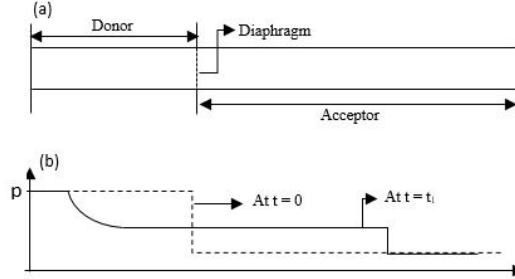 (a)
Donor
Diaphragm
Acceptor
(b)
p
At t = 0
At t = t₁